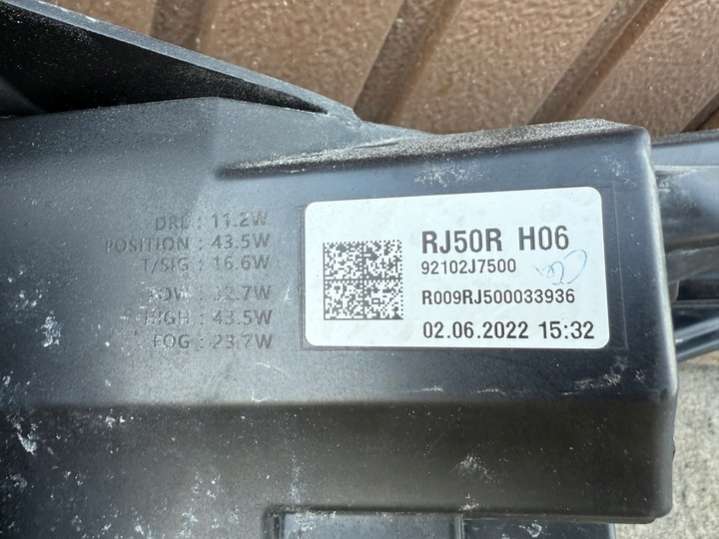 DRL : 11.2W
POSITION : 43.5W
T/SIG : 16.6W
LOW : 32.7W
HIGH : 43.5W
FOG : 23.7W
RJ50R H06
92102J7500
R009RJ500033936
02.06.2022 15:32